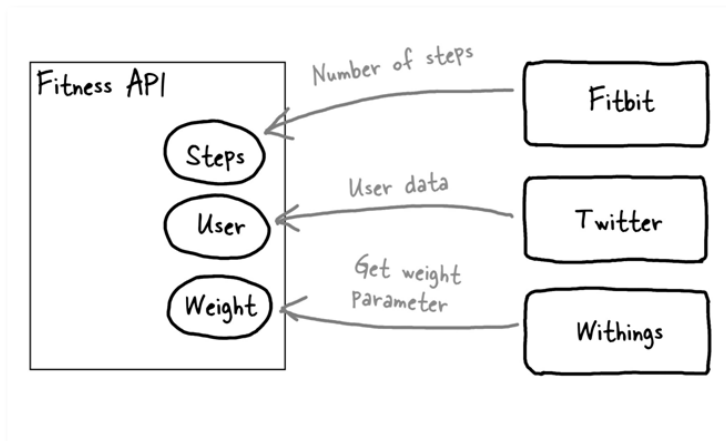 Fitness API
Number of steps
Fitbit
Steps
User data
User
Twitter
Get weight
parameter
Weight
Withings